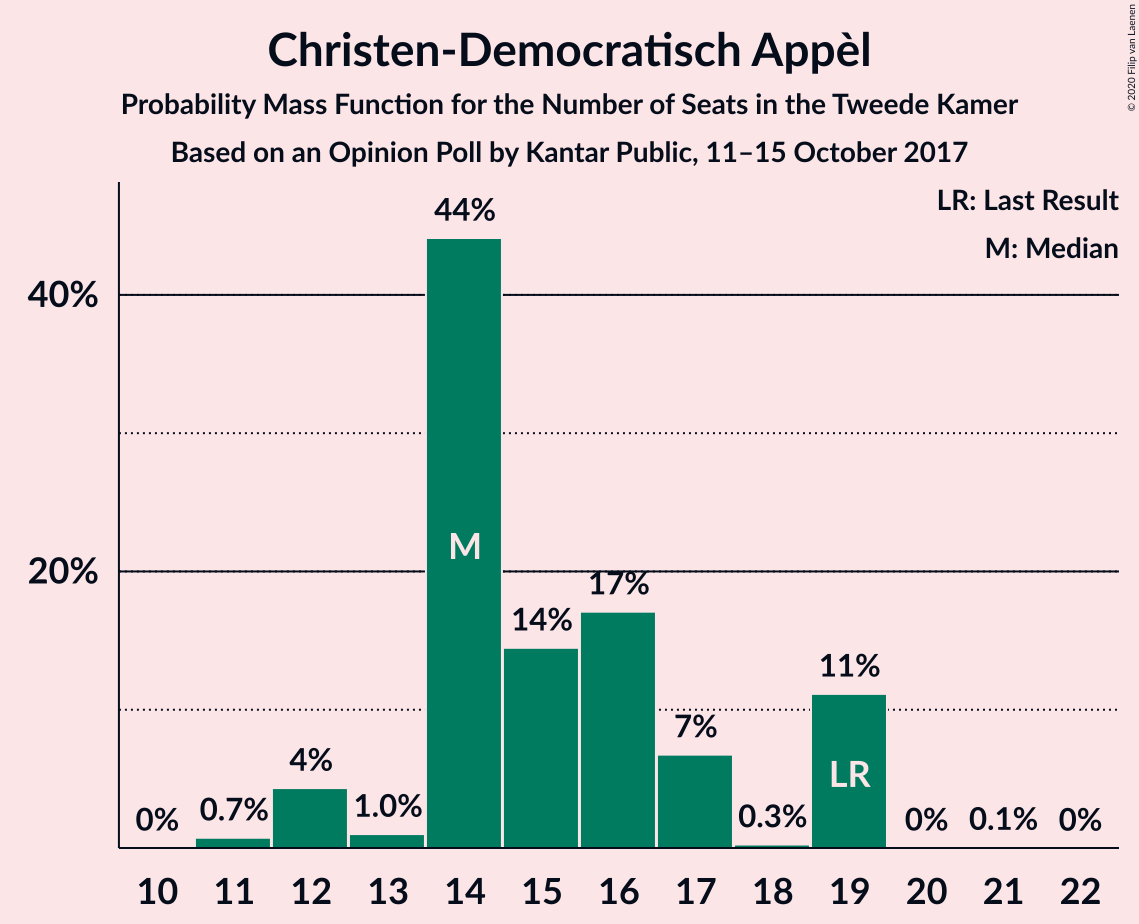 Christen-Democratisch Appèl
Probability Mass Function for the Number of Seats in the Tweede Kamer
Based on an Opinion Poll by Kantar Public, 11–15 October 2017
© 2020 Filip van Laenen
LR: Last Result
M: Median
40%
20%
0%
0.7%
4%
1.0%
44%
14%
17%
7%
0.3%
11%
0%
0.1%
0%
M
LR
10 11 12 13 14 15 16 17 18 19 20 21 22